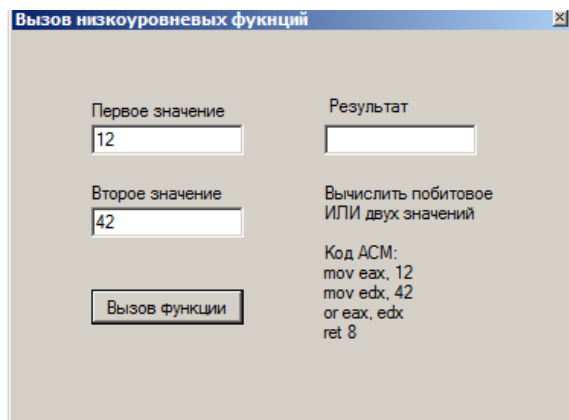 Вызов низкоуровневых фукнций
Первое значение
12
Результат
Второе значение
42
Вычислить побитовое
ИЛИ двух значений
Код АСМ:
mov eax, 12
mov edx, 42
or eax, edx
ret 8
Вызов функции